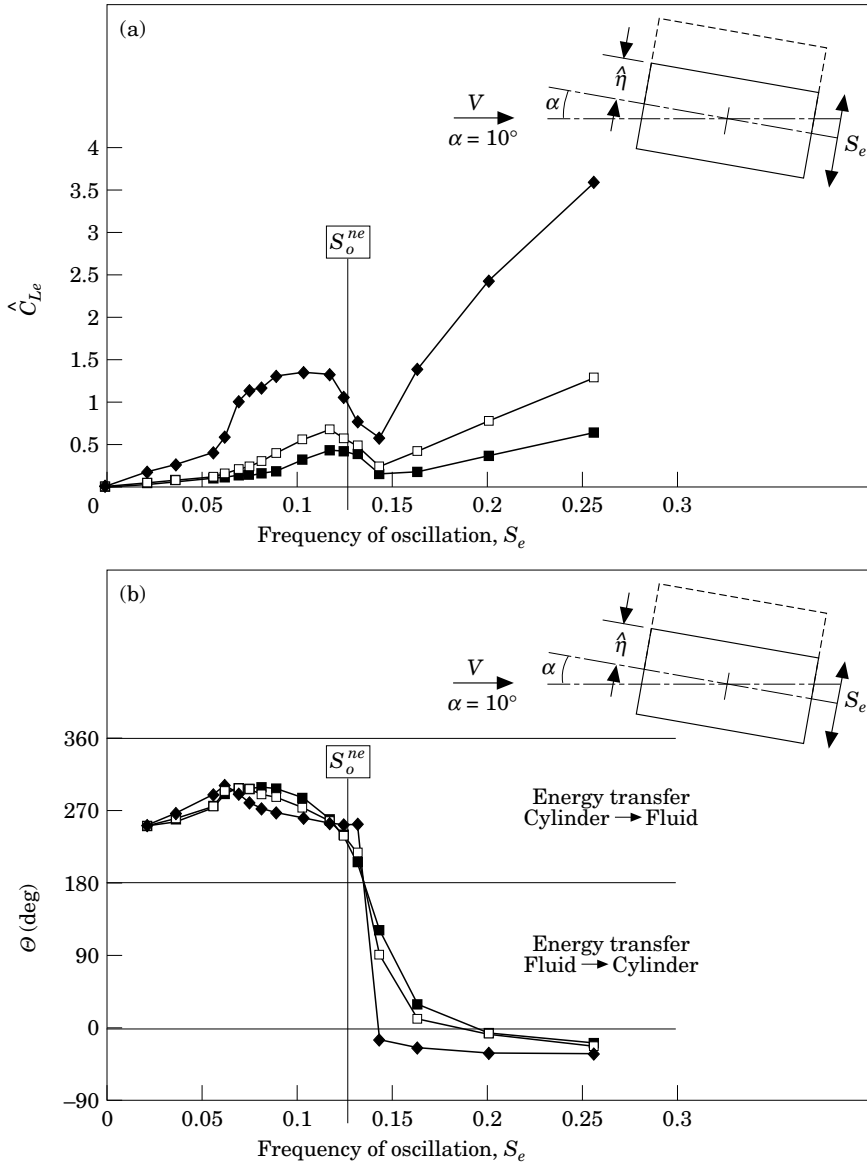 (a)
η̂
α
V
α = 10°
S_e
4
3.5
3
2.5
2
1.5
1
0.5
0
S_o^{ne}
Ĉ_{Le}
0.05
0.1
0.15
0.2
0.25
0.3
Frequency of oscillation, S_e
(b)
η̂
α
V
α = 10°
S_e
360
270
180
90
0
–90
S_o^{ne}
Energy transfer
Cylinder → Fluid
Energy transfer
Fluid → Cylinder
Θ (deg)
0
0.05
0.1
0.15
0.2
0.25
0.3
Frequency of oscillation, S_e